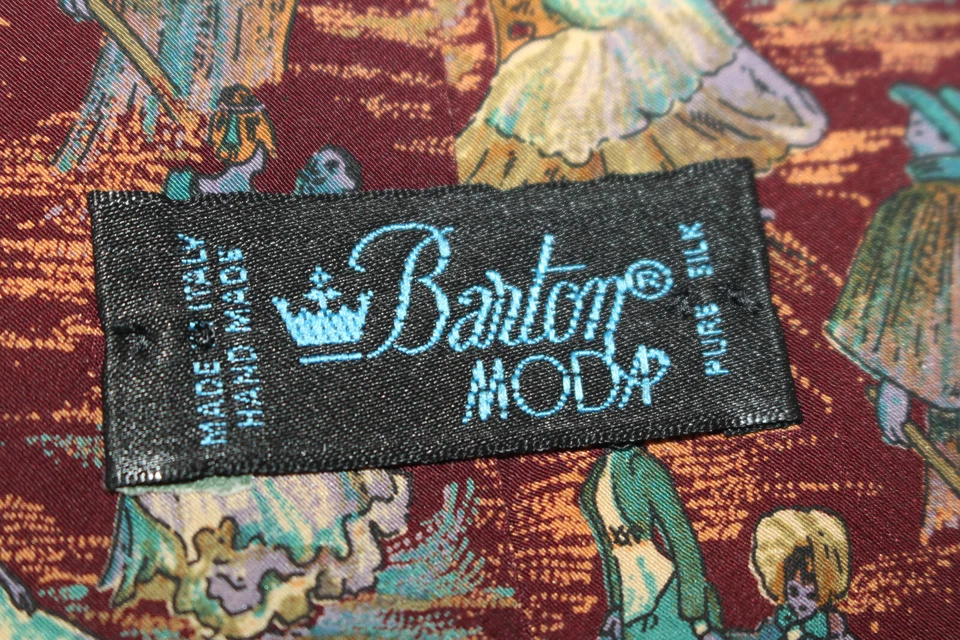 MADE IN ITALY
HAND MADE
Barton®
MODA
PURE SILK